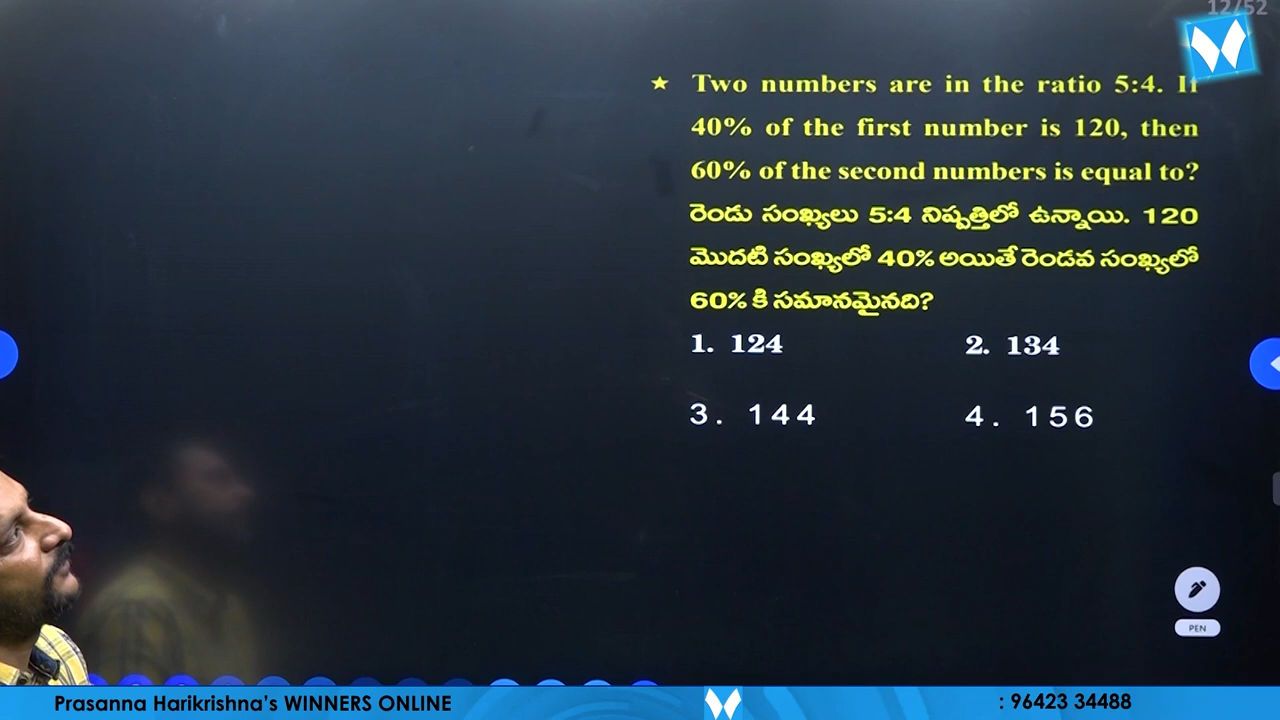 12/52
★ Two numbers are in the ratio 5:4. If
40% of the first number is 120, then
60% of the second numbers is equal to?
రెండు సంఖ్యలు 5:4 నిష్పత్తిలో ఉన్నాయి. 120
మొదటి సంఖ్యలో 40% అయితే రెండవ సంఖ్యలో
60% కి సమానమైనది?
1. 124 2. 134
3. 144 4. 156
PEN
Prasanna Harikrishna's WINNERS ONLINE : 96423 34488